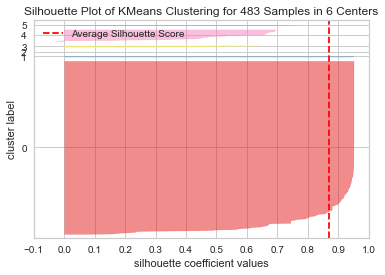 Silhouette Plot of KMeans Clustering for 483 Samples in 6 Centers
5
4
3
2
1
0
Average Silhouette Score
cluster label
-0.1 0.0 0.1 0.2 0.3 0.4 0.5 0.6 0.7 0.8 0.9 1.0
silhouette coefficient values